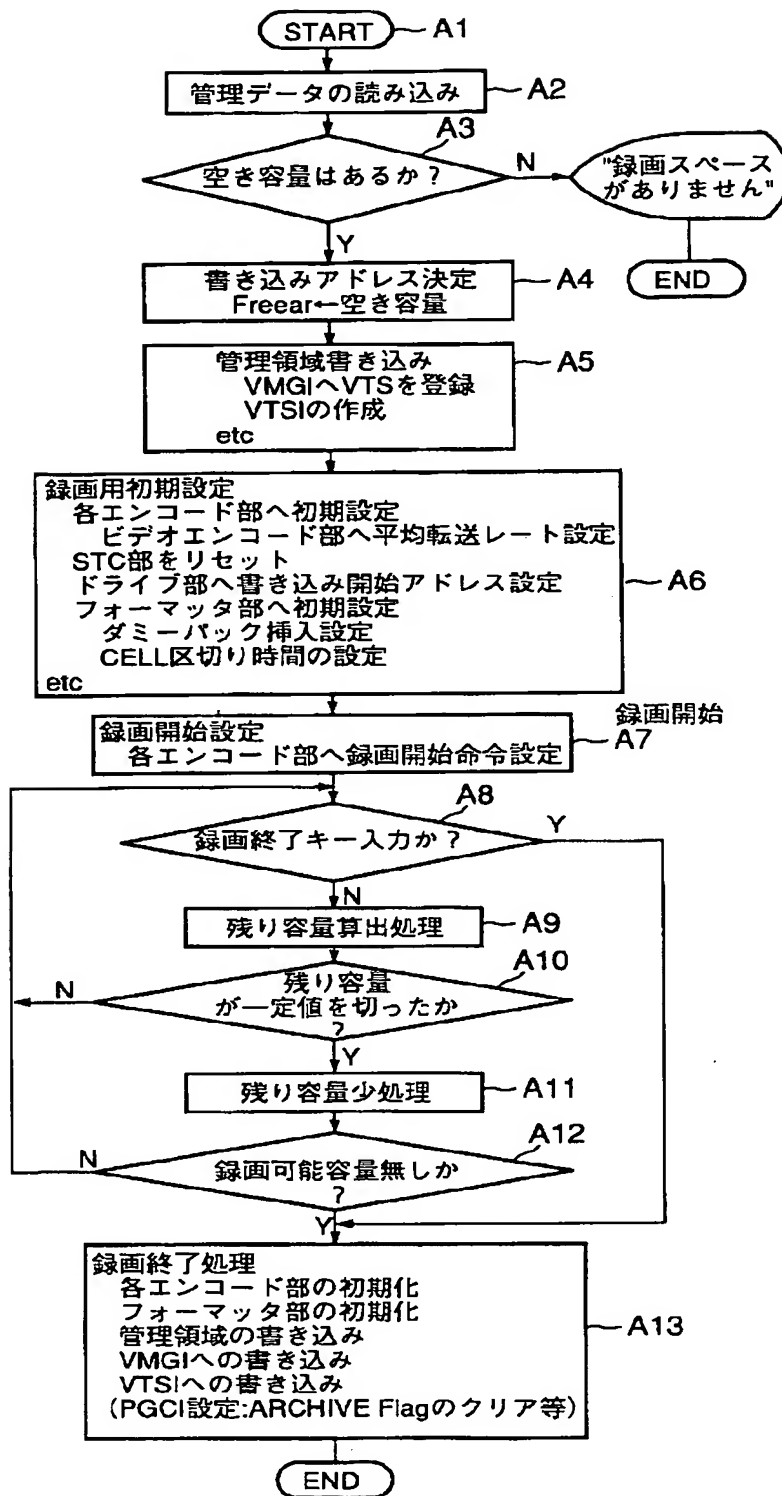 START
A1
管理データの読み込み
A2
A3
空き容量はあるか?
N
"録画スペース
がありません"
END
Y
書き込みアドレス決定
Freear←空き容量
A4
管理領域書き込み
VMGIへVTSを登録
VTSIの作成
etc
A5
録画用初期設定
各エンコード部へ初期設定
ビデオエンコード部へ平均転送レート設定
STC部をリセット
ドライブ部へ書き込み開始アドレス設定
フォーマッタ部へ初期設定
ダミーパック挿入設定
CELL区切り時間の設定
etc
A6
録画開始設定
各エンコード部へ録画開始命令設定
録画開始
A7
A8
録画終了キー入力か?
Y
N
残り容量算出処理
A9
A10
残り容量
が一定値を切ったか
?
N
Y
残り容量少処理
A11
A12
録画可能容量無しか
?
N
Y
録画終了処理
各エンコード部の初期化
フォーマッタ部の初期化
管理領域の書き込み
VMGIへの書き込み
VTSIへの書き込み
(PGCI設定:ARCHIVE Flagのクリア等)
A13
END